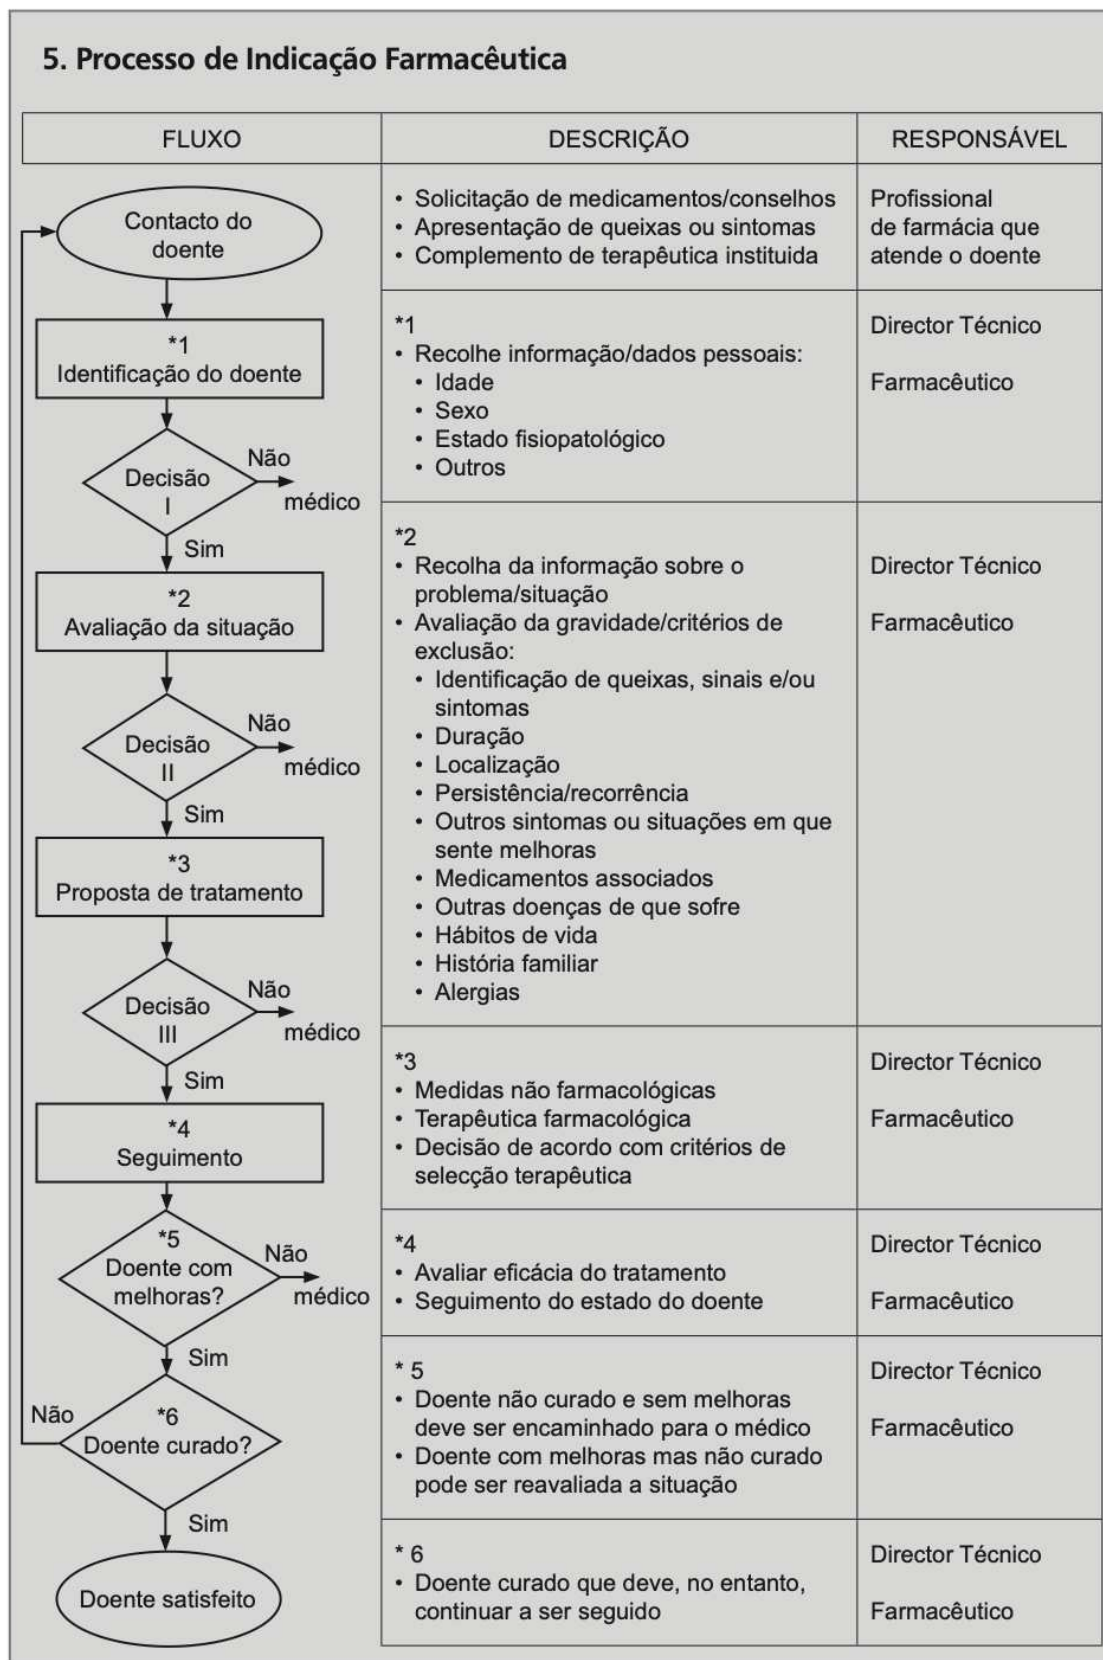 5. Processo de Indicação Farmacêutica
FLUXO
DESCRIÇÃO
RESPONSÁVEL
Contacto do
doente
• Solicitação de medicamentos/conselhos
• Apresentação de queixas ou sintomas
• Complemento de terapêutica instituida
Profissional
de farmácia que
atende o doente
*1
Identificação do doente
Decisão
I
Não
médico
Sim
*1
• Recolhe informação/dados pessoais:
• Idade
• Sexo
• Estado fisiopatológico
• Outros
Director Técnico
Farmacêutico
*2
Avaliação da situação
Decisão
II
Não
médico
Sim
*2
• Recolha da informação sobre o
problema/situação
• Avaliação da gravidade/critérios de
exclusão:
• Identificação de queixas, sinais e/ou
sintomas
• Duração
• Localização
• Persistência/recorrência
• Outros sintomas ou situações em que
sente melhoras
• Medicamentos associados
• Outras doenças de que sofre
• Hábitos de vida
• História familiar
• Alergias
Director Técnico
Farmacêutico
*3
Proposta de tratamento
Decisão
III
Não
médico
Sim
*3
• Medidas não farmacológicas
• Terapêutica farmacológica
• Decisão de acordo com critérios de
selecção terapêutica
Director Técnico
Farmacêutico
*4
Seguimento
*4
• Avaliar eficácia do tratamento
• Seguimento do estado do doente
Director Técnico
Farmacêutico
*5
Doente com
melhoras?
Não
médico
Sim
* 5
• Doente não curado e sem melhoras
deve ser encaminhado para o médico
• Doente com melhoras mas não curado
pode ser reavaliada a situação
Director Técnico
Farmacêutico
Não
*6
Doente curado?
Sim
* 6
• Doente curado que deve, no entanto,
continuar a ser seguido
Director Técnico
Farmacêutico
Doente satisfeito